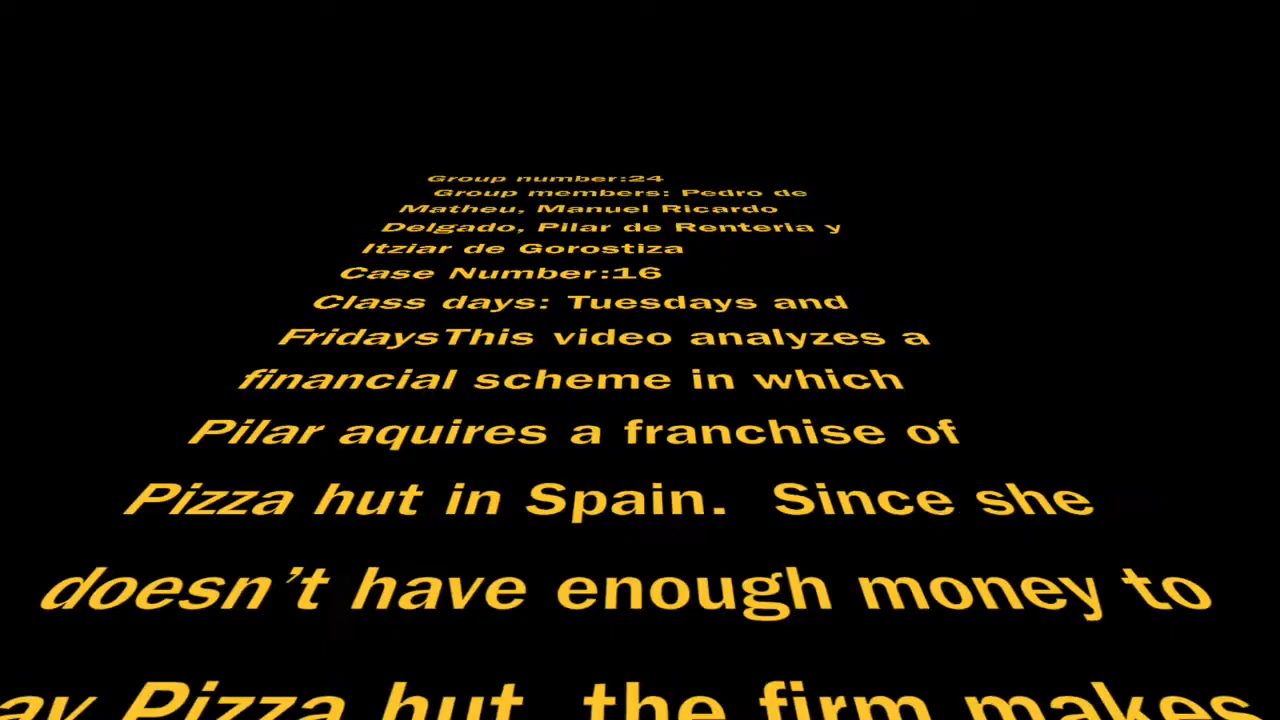 Group number:24
Group members: Pedro de
Matheu, Manuel Ricardo
Delgado, Pilar de Renteria y
Itziar de Gorostiza
Case Number:16
Class days: Tuesdays and
FridaysThis video analyzes a
financial scheme in which
Pilar aquires a franchise of
Pizza hut in Spain.  Since she
doesn’t have enough money to
Pizza hut, the firm makes